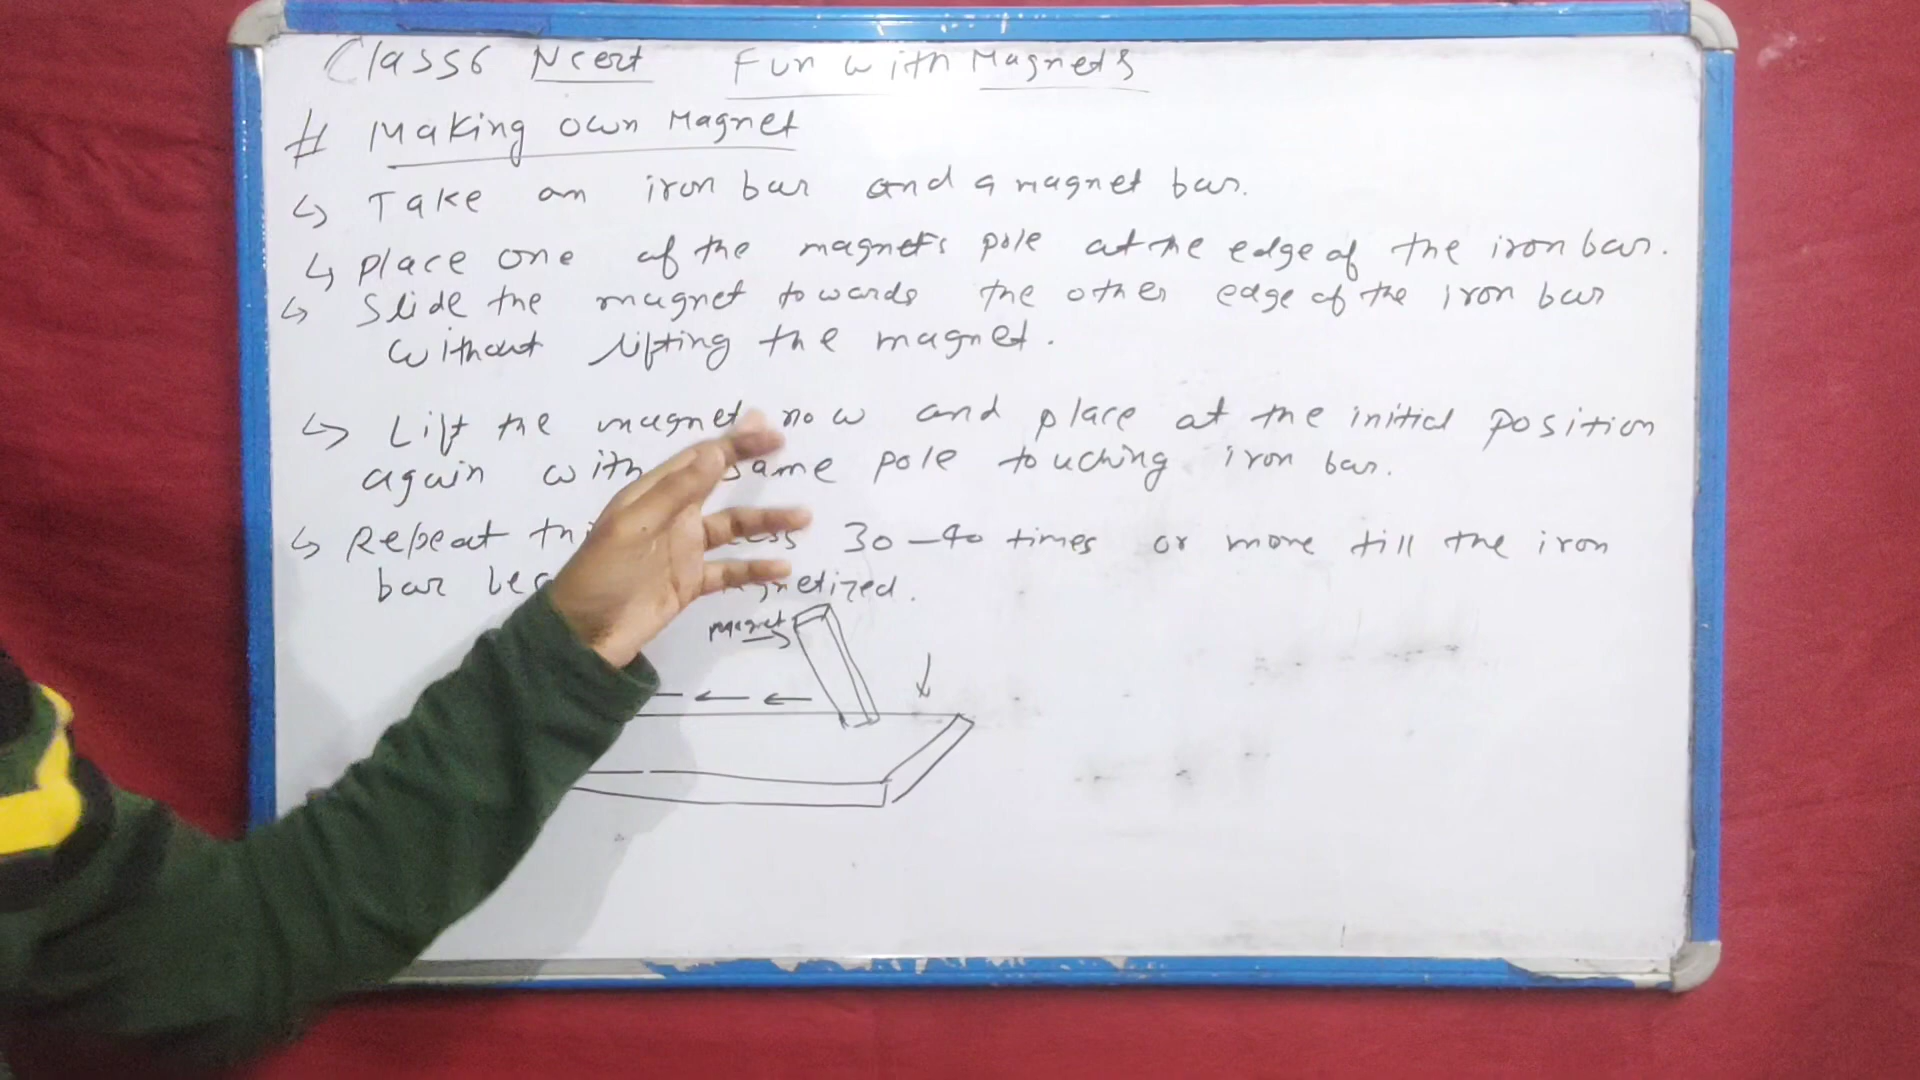 Class 6 Ncert Fun with Magnets
# Making own Magnet
↳ Take an iron bar and a magnet bar.
↳ place one of the magnet's pole at the edge of the iron bar.
↳ Slide the magnet towards the other edge of the iron bar
without lifting the magnet.
↳ Lift the magnet now and place at the initial position
again with same pole touching iron bar.
↳ Repeat 30-40 times or more till the iron
bar
Magnet